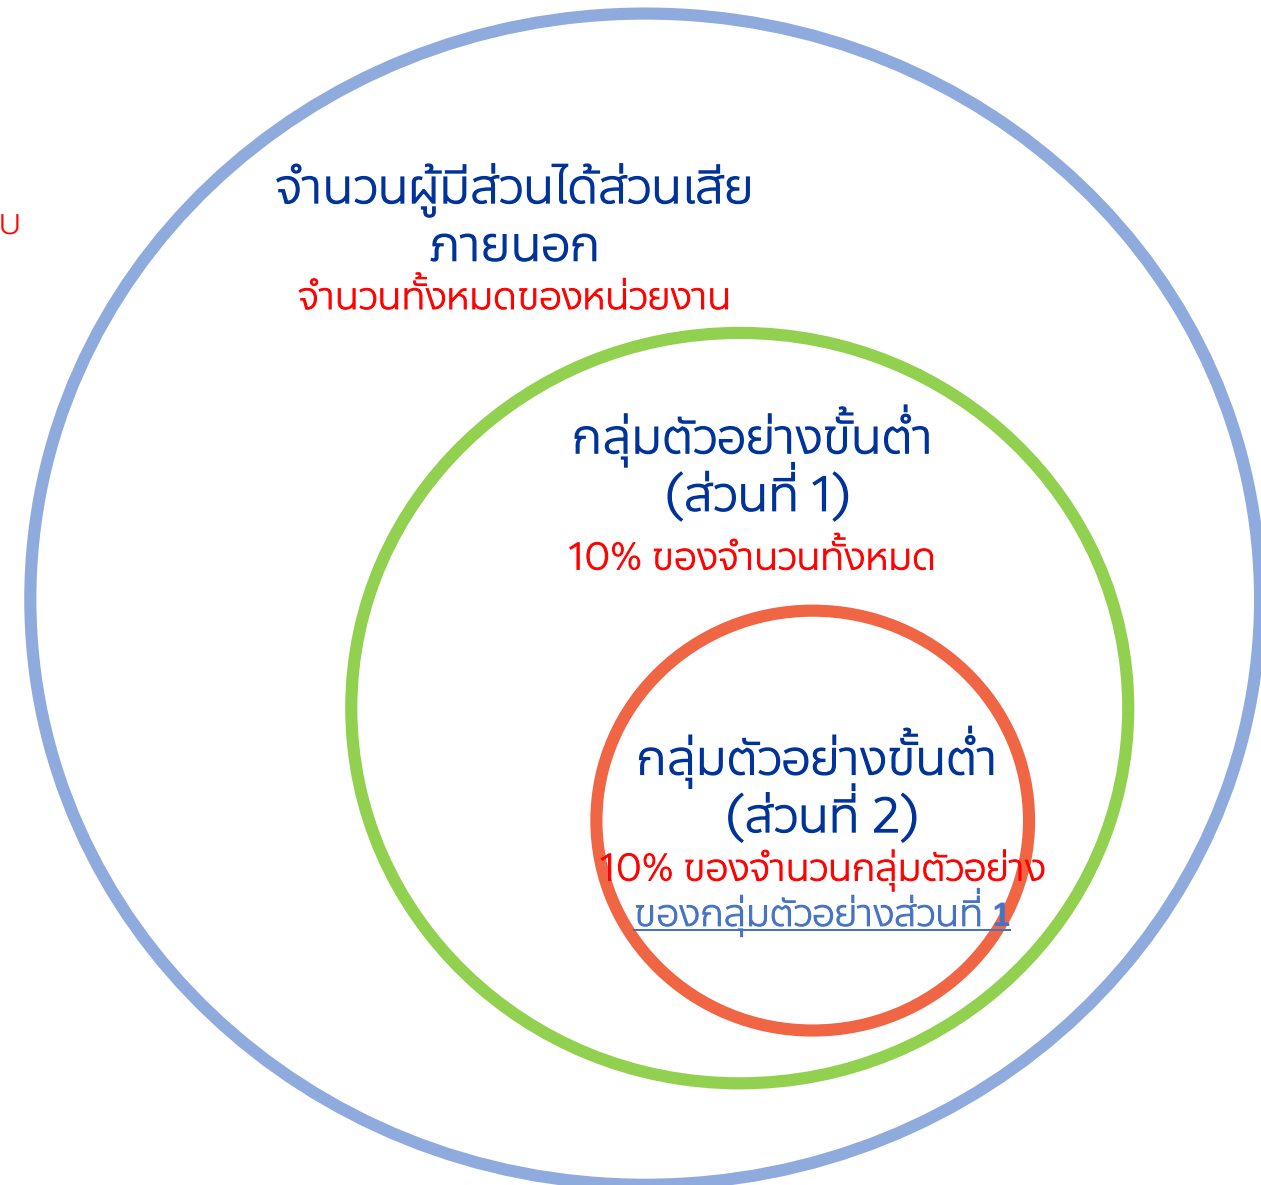 จำนวนผู้มีส่วนได้ส่วนเสีย
ภายนอก
จำนวนทั้งหมดของหน่วยงาน
กลุ่มตัวอย่างขั้นต่ำ
(ส่วนที่ 1)
10% ของจำนวนทั้งหมด
กลุ่มตัวอย่างขั้นต่ำ
(ส่วนที่ 2)
10% ของจำนวนกลุ่มตัวอย่าง
ของกลุ่มตัวอย่างส่วนที่ 1